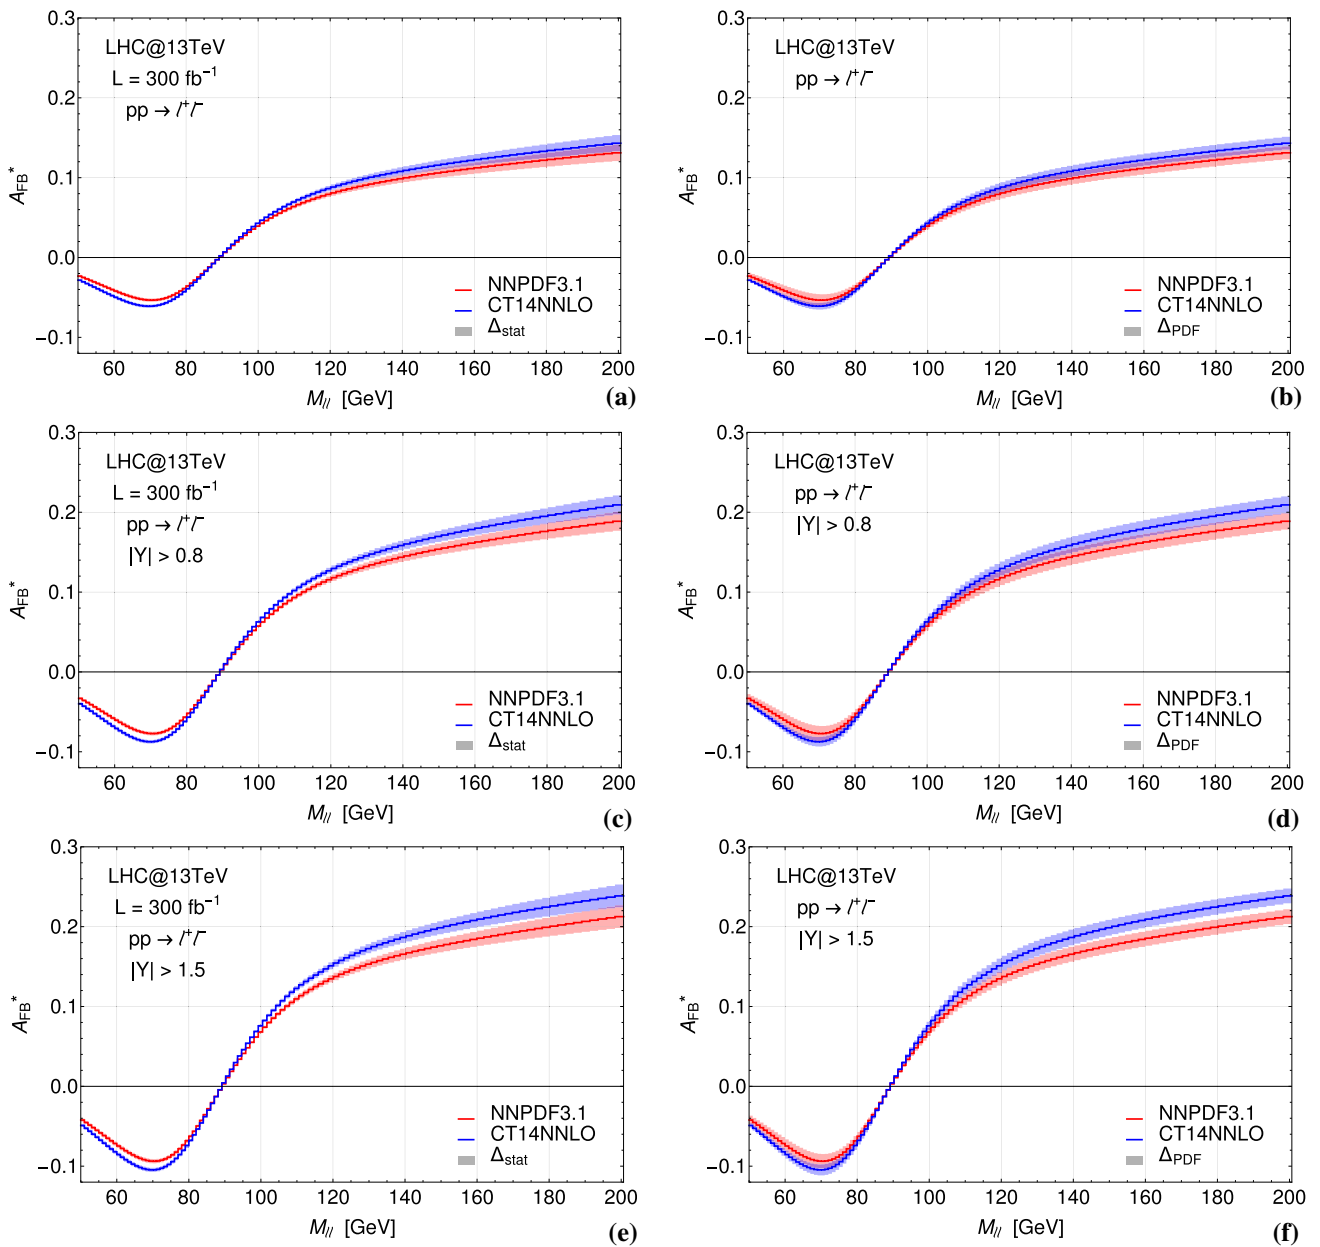 0.3
0.2
0.1
0.0
−0.1
A_FB*
LHC@13TeV
L = 300 fb⁻¹
pp → l⁺l⁻
NNPDF3.1
CT14NNLO
Δstat
60 80 100 120 140 160 180 200
M_ll [GeV]
(a)
0.3
0.2
0.1
0.0
−0.1
A_FB*
LHC@13TeV
pp → l⁺l⁻
NNPDF3.1
CT14NNLO
ΔPDF
60 80 100 120 140 160 180 200
M_ll [GeV]
(b)
0.3
0.2
0.1
0.0
−0.1
A_FB*
LHC@13TeV
L = 300 fb⁻¹
pp → l⁺l⁻
|Y| > 0.8
NNPDF3.1
CT14NNLO
Δstat
60 80 100 120 140 160 180 200
M_ll [GeV]
(c)
0.3
0.2
0.1
0.0
−0.1
A_FB*
LHC@13TeV
pp → l⁺l⁻
|Y| > 0.8
NNPDF3.1
CT14NNLO
ΔPDF
60 80 100 120 140 160 180 200
M_ll [GeV]
(d)
0.3
0.2
0.1
0.0
−0.1
A_FB*
LHC@13TeV
L = 300 fb⁻¹
pp → l⁺l⁻
|Y| > 1.5
NNPDF3.1
CT14NNLO
Δstat
60 80 100 120 140 160 180 200
M_ll [GeV]
(e)
0.3
0.2
0.1
0.0
−0.1
A_FB*
LHC@13TeV
pp → l⁺l⁻
|Y| > 1.5
NNPDF3.1
CT14NNLO
ΔPDF
60 80 100 120 140 160 180 200
M_ll [GeV]
(f)